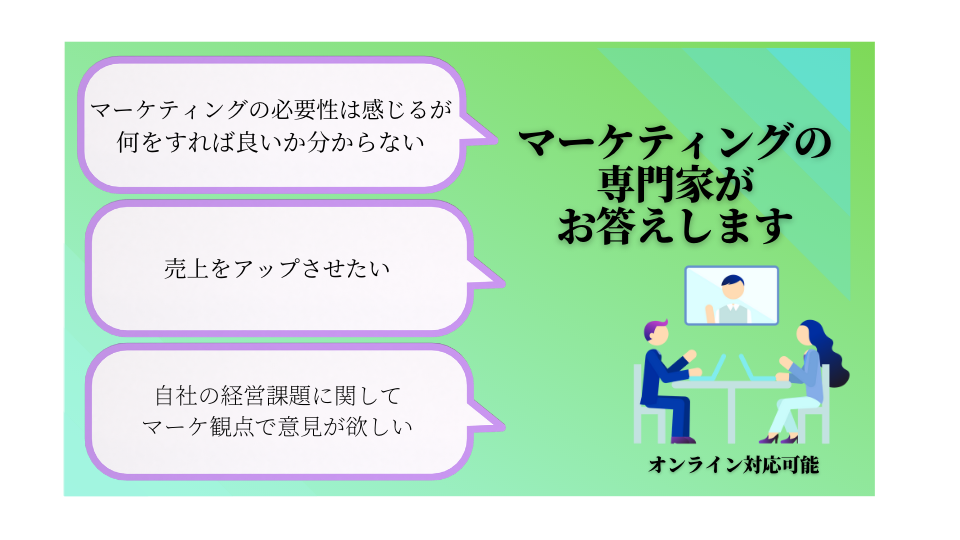 マーケティングの必要性は感じるが
何をすれば良いか分からない
売上をアップさせたい
自社の経営課題に関して
マーケ観点で意見が欲しい
マーケティングの
専門家が
お答えします
オンライン対応可能